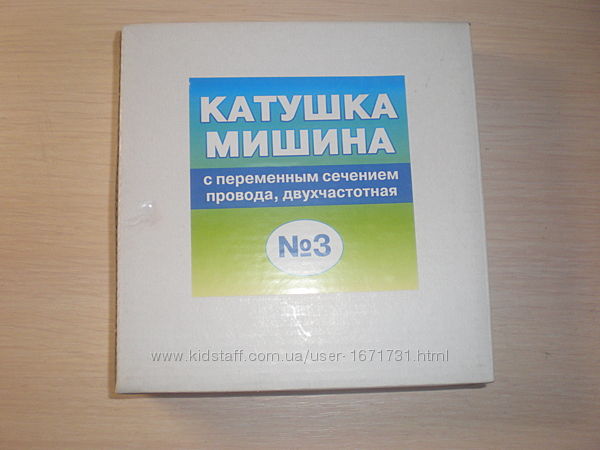 КАТУШКА
МИШИНА
с переменным сечением
провода, двухчастотная
№3
www.kidstaff.com.ua/user-1671731.html